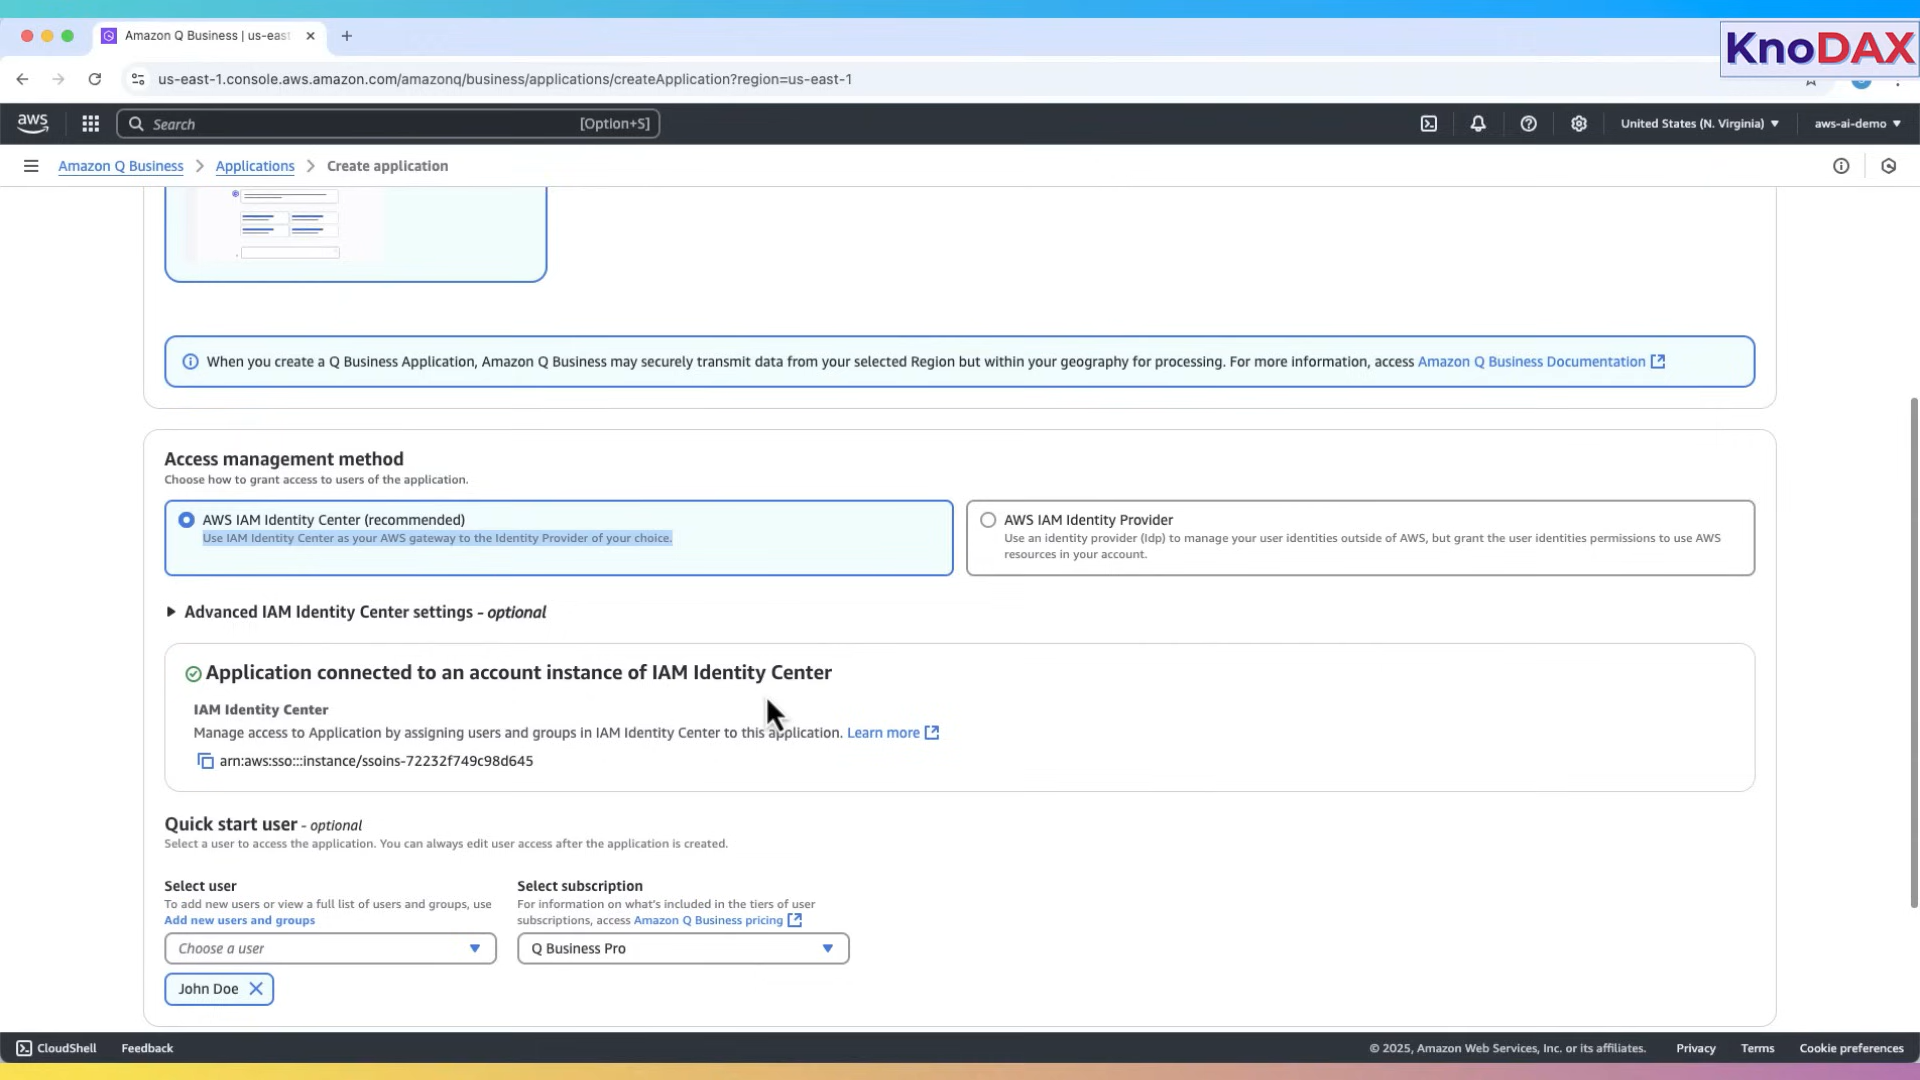 KnoDAX
Amazon Q Business | us-east
us-east-1.console.aws.amazon.com/amazonq/business/applications/createApplication?region=us-east-1
aws
Search
[Option+S]
United States (N. Virginia)
aws-ai-demo
Amazon Q Business
Applications
Create application
When you create a Q Business Application, Amazon Q Business may securely transmit data from your selected Region but within your geography for processing. For more information, access Amazon Q Business Documentation
Access management method
Choose how to grant access to users of the application.
AWS IAM Identity Center (recommended)
Use IAM Identity Center as your AWS gateway to the Identity Provider of your choice.
AWS IAM Identity Provider
Use an identity provider (Idp) to manage your user identities outside of AWS, but grant the user identities permissions to use AWS
resources in your account.
Advanced IAM Identity Center settings - optional
Application connected to an account instance of IAM Identity Center
IAM Identity Center
Manage access to Application by assigning users and groups in IAM Identity Center to this application. Learn more
arn:aws:sso:::instance/ssoins-72232f749c98d645
Quick start user - optional
Select a user to access the application. You can always edit user access after the application is created.
Select user
To add new users or view a full list of users and groups, use
Add new users and groups
Choose a user
John Doe
Select subscription
For information on what's included in the tiers of user
subscriptions, access Amazon Q Business pricing
Q Business Pro
CloudShell
Feedback
© 2025, Amazon Web Services, Inc. or its affiliates.
Privacy
Terms
Cookie preferences